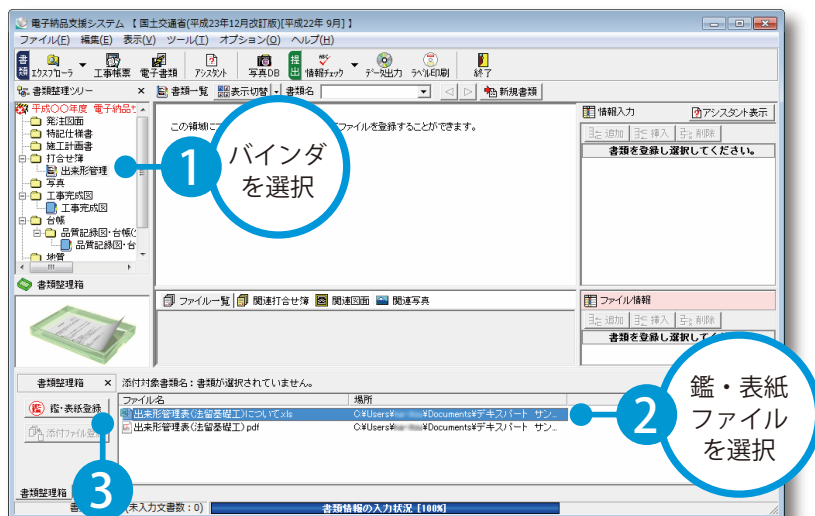 電子納品支援システム 【 国土交通省(平成23年12月改訂版)[平成22年 9月] 】
ファイル(F) 編集(E) 表示(V) ツール(T) オプション(O) ヘルプ(H)
書類 エクスプローラ 工事帳票 電子書類 アシスタント 写真DB 提出 情報チェック データ出力 ラベル印刷 終了
書類整理ツリー × 書類一覧 表示切替 書類名 新規書類
平成〇〇年度 電子納品
発注図面
特記仕様書
施工計画書
打合せ簿
出来形管理
写真
工事完成図
工事完成図
台帳
品質記録図・台帳(
品質記録図・台
地質
この領域に
ファイルを登録することができます。
1
バインダ
を選択
情報入力 アシスタント表示
追加 挿入 削除
書類を登録し選択してください。
書類整理箱
ファイル一覧 関連打合せ簿 関連図面 関連写真
ファイル情報
追加 挿入 削除
書類を登録し選択して
書類整理箱 × 添付対象書類名:書類が選択されていません。
鑑 鑑・表紙登録
添付ファイル登
ファイル名 場所
出来形管理表(法留基礎工)について.xls C:¥Users¥ ¥Documents¥デキスパート サン...
出来形管理表(法留基礎工).pdf C:¥Users¥ ¥Documents¥デキスパート サン...
2
鑑・表紙
ファイル
を選択
3
書類整理箱
書 (未入力文書数:0) 書類情報の入力状況 [100%]